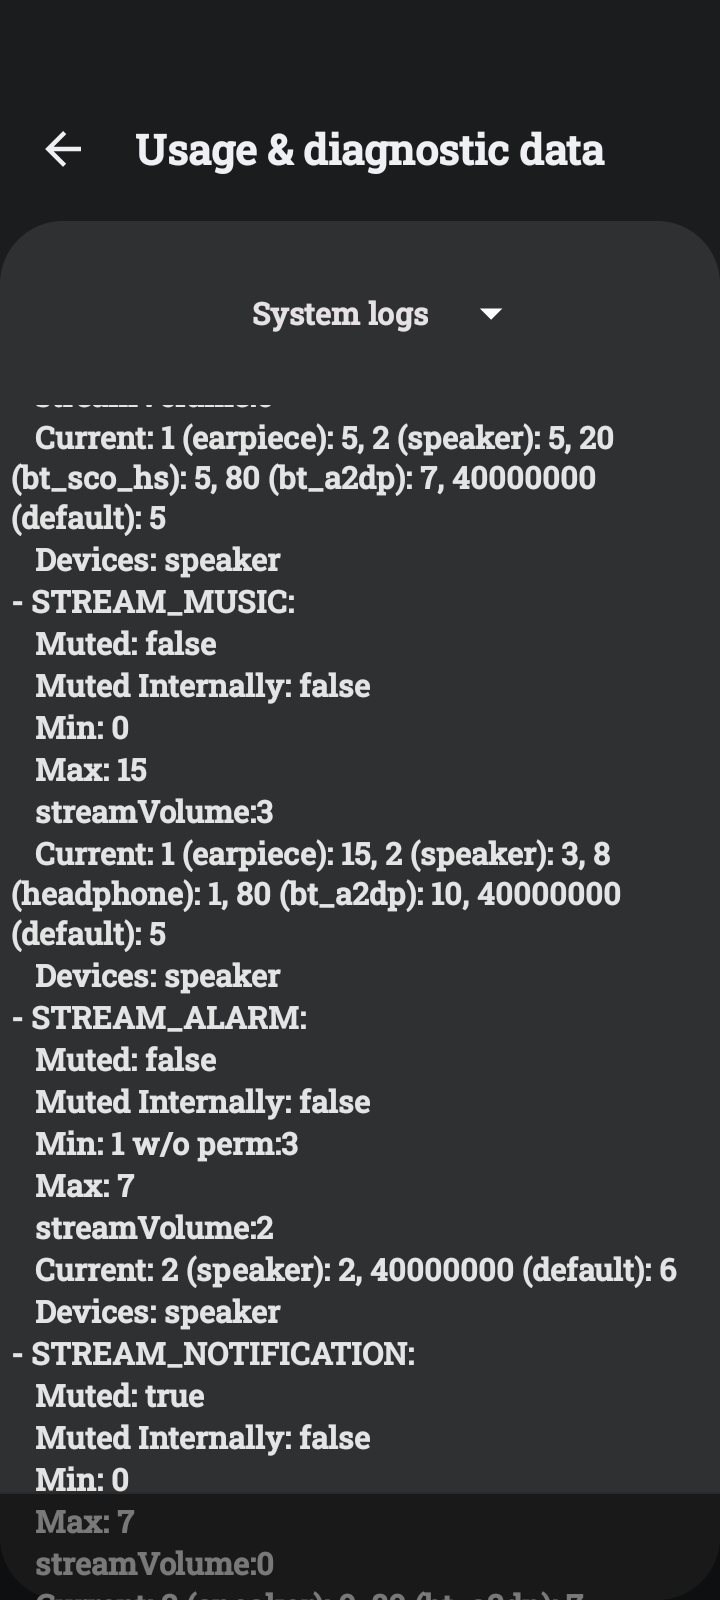 Usage & diagnostic data
System logs
Current: 1 (earpiece): 5, 2 (speaker): 5, 20
(bt_sco_hs): 5, 80 (bt_a2dp): 7, 40000000
(default): 5
Devices: speaker
- STREAM_MUSIC:
Muted: false
Muted Internally: false
Min: 0
Max: 15
streamVolume:3
Current: 1 (earpiece): 15, 2 (speaker): 3, 8
(headphone): 1, 80 (bt_a2dp): 10, 40000000
(default): 5
Devices: speaker
- STREAM_ALARM:
Muted: false
Muted Internally: false
Min: 1 w/o perm:3
Max: 7
streamVolume:2
Current: 2 (speaker): 2, 40000000 (default): 6
Devices: speaker
- STREAM_NOTIFICATION:
Muted: true
Muted Internally: false
Min: 0
Max: 7
streamVolume:0